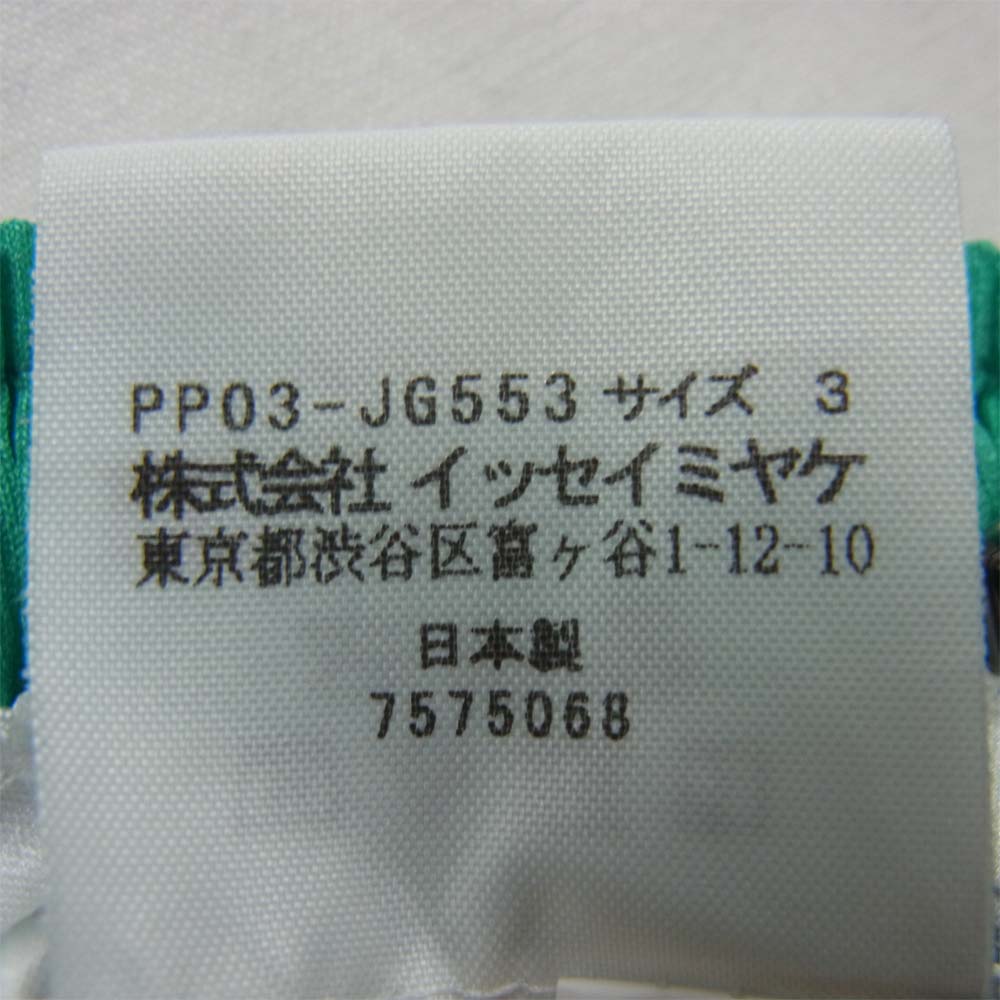 PP03-JG553 サイズ 3
株式会社 イッセイミヤケ
東京都渋谷区富ヶ谷1-12-10
日本製
7575068